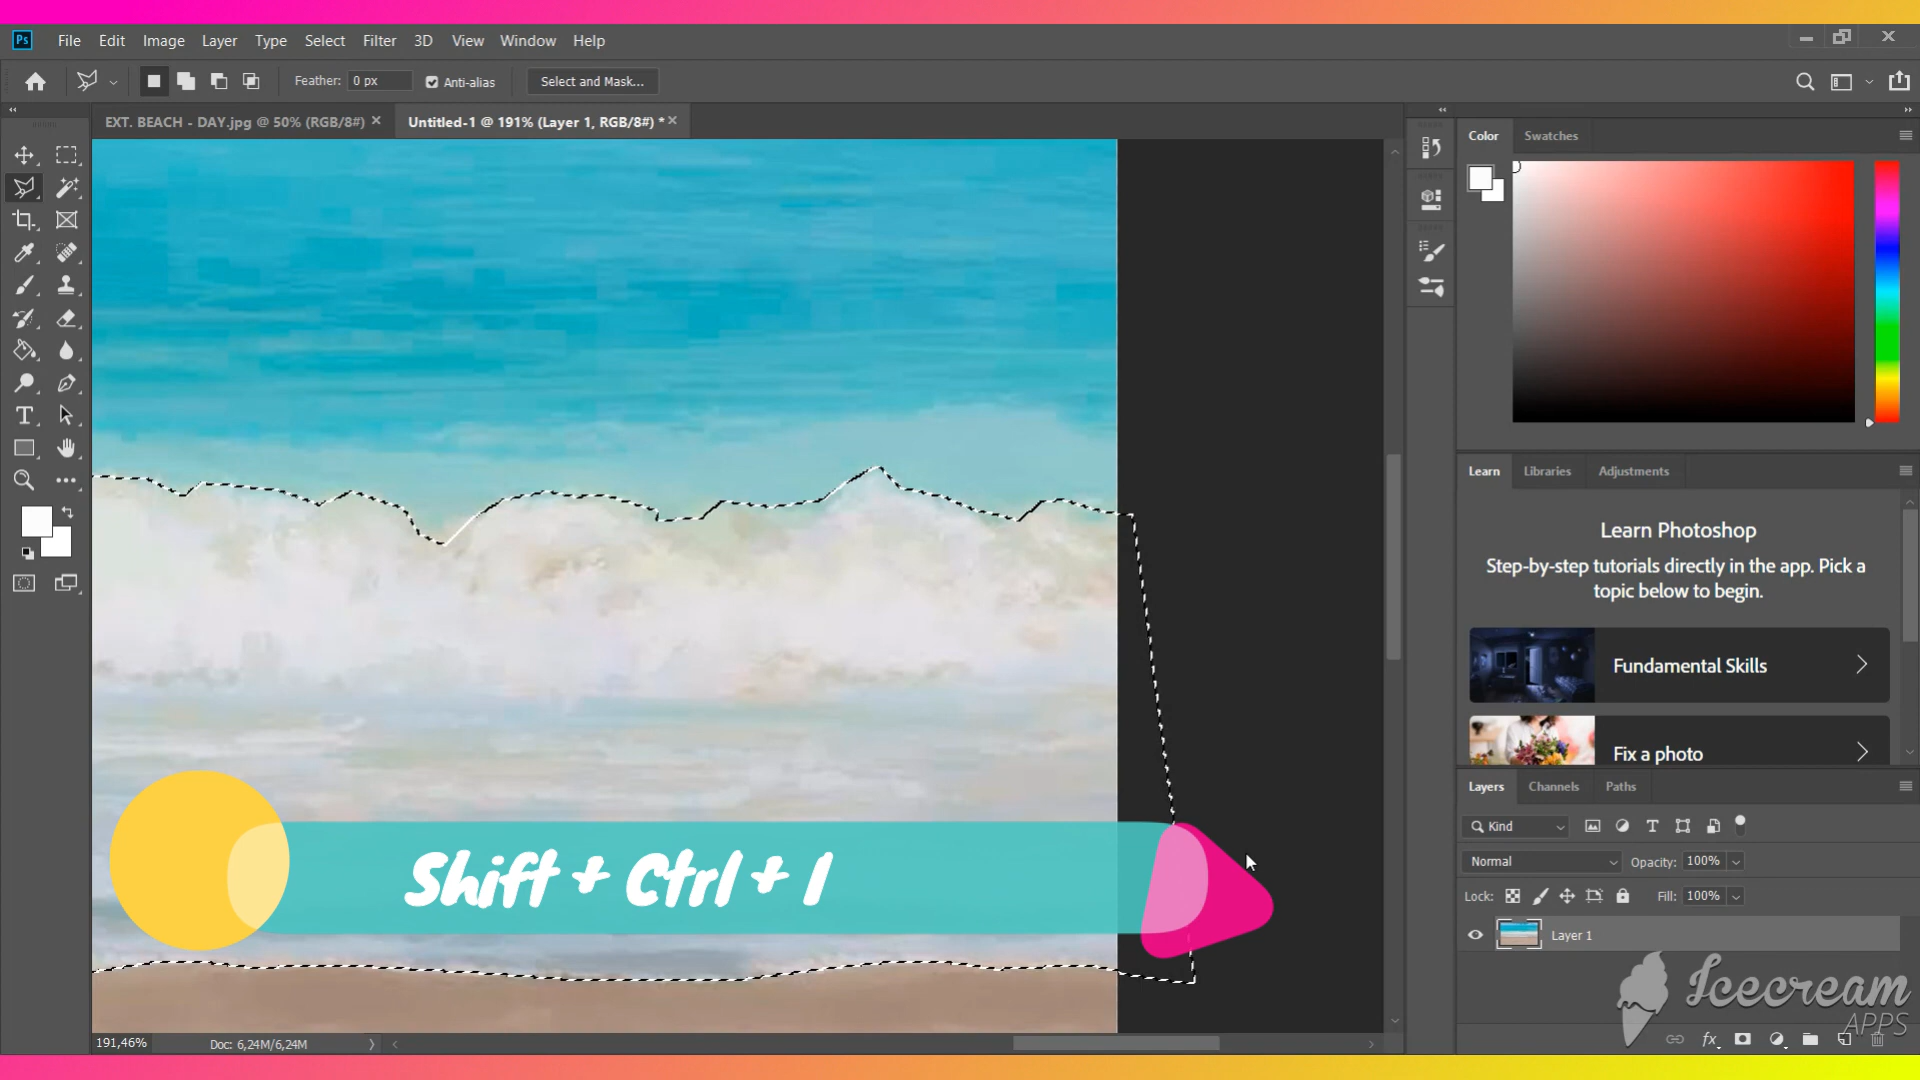 Ps File Edit Image Layer Type Select Filter 3D View Window Help
Feather: 0 px Anti-alias Select and Mask...
EXT. BEACH - DAY.jpg @ 50% (RGB/8#) × Untitled-1 @ 191% (Layer 1, RGB/8#) * ×
Color Swatches
Learn Libraries Adjustments
Learn Photoshop
Step-by-step tutorials directly in the app. Pick a
topic below to begin.
Fundamental Skills
Fix a photo
Layers Channels Paths
Kind
Normal Opacity: 100%
Lock: Fill: 100%
Layer 1
Shift + Ctrl + I
Icecream
APPS
fx
191,46% Doc: 6,24M/6,24M